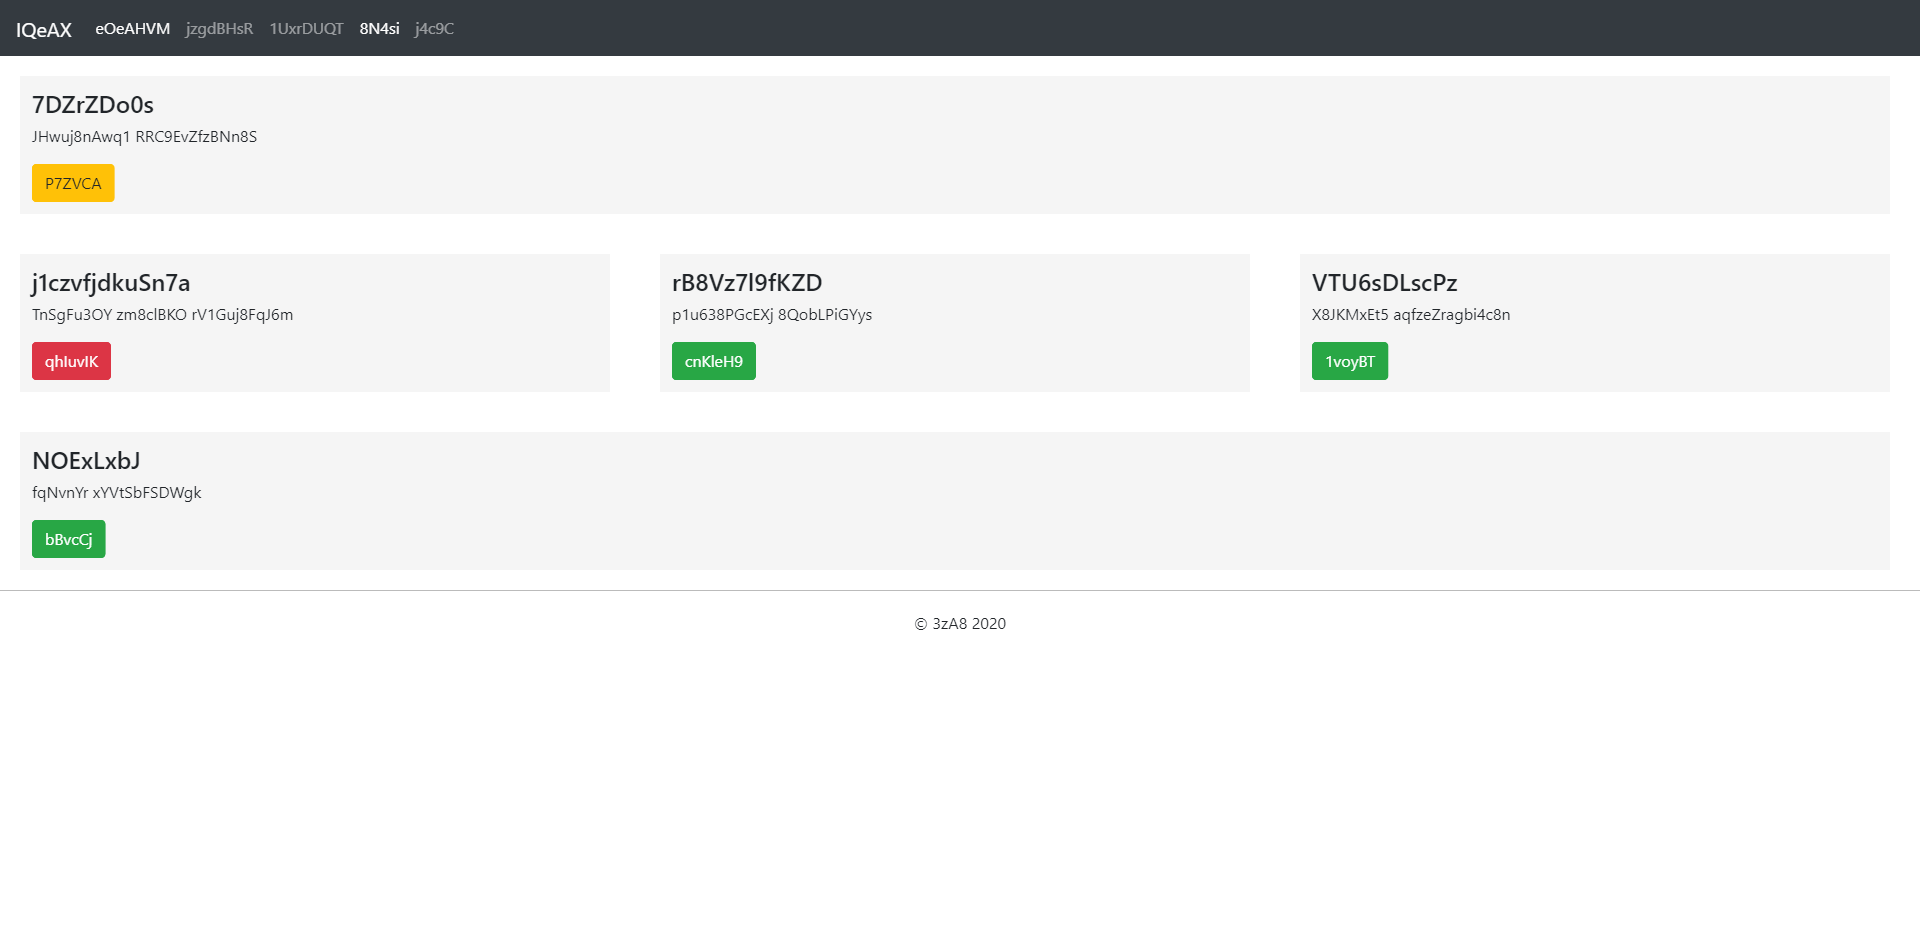 IQeAX eOeAHVM jzgdBHsR 1UxrDUQT 8N4si j4c9C
7DZrZDo0s
JHwuj8nAwq1 RRC9EvZfzBNn8S
P7ZVCA
j1czvfjdkuSn7a
TnSgFu3OY zm8clBKO rV1Guj8FqJ6m
qhIuvIK
rB8Vz7l9fKZD
p1u638PGcEXj 8QobLPiGYys
cnKleH9
VTU6sDLscPz
X8JKMxEt5 aqfzeZragbi4c8n
1voyBT
NOExLxbJ
fqNvnYr xYVtSbFSDWgk
bBvcCj
© 3zA8 2020